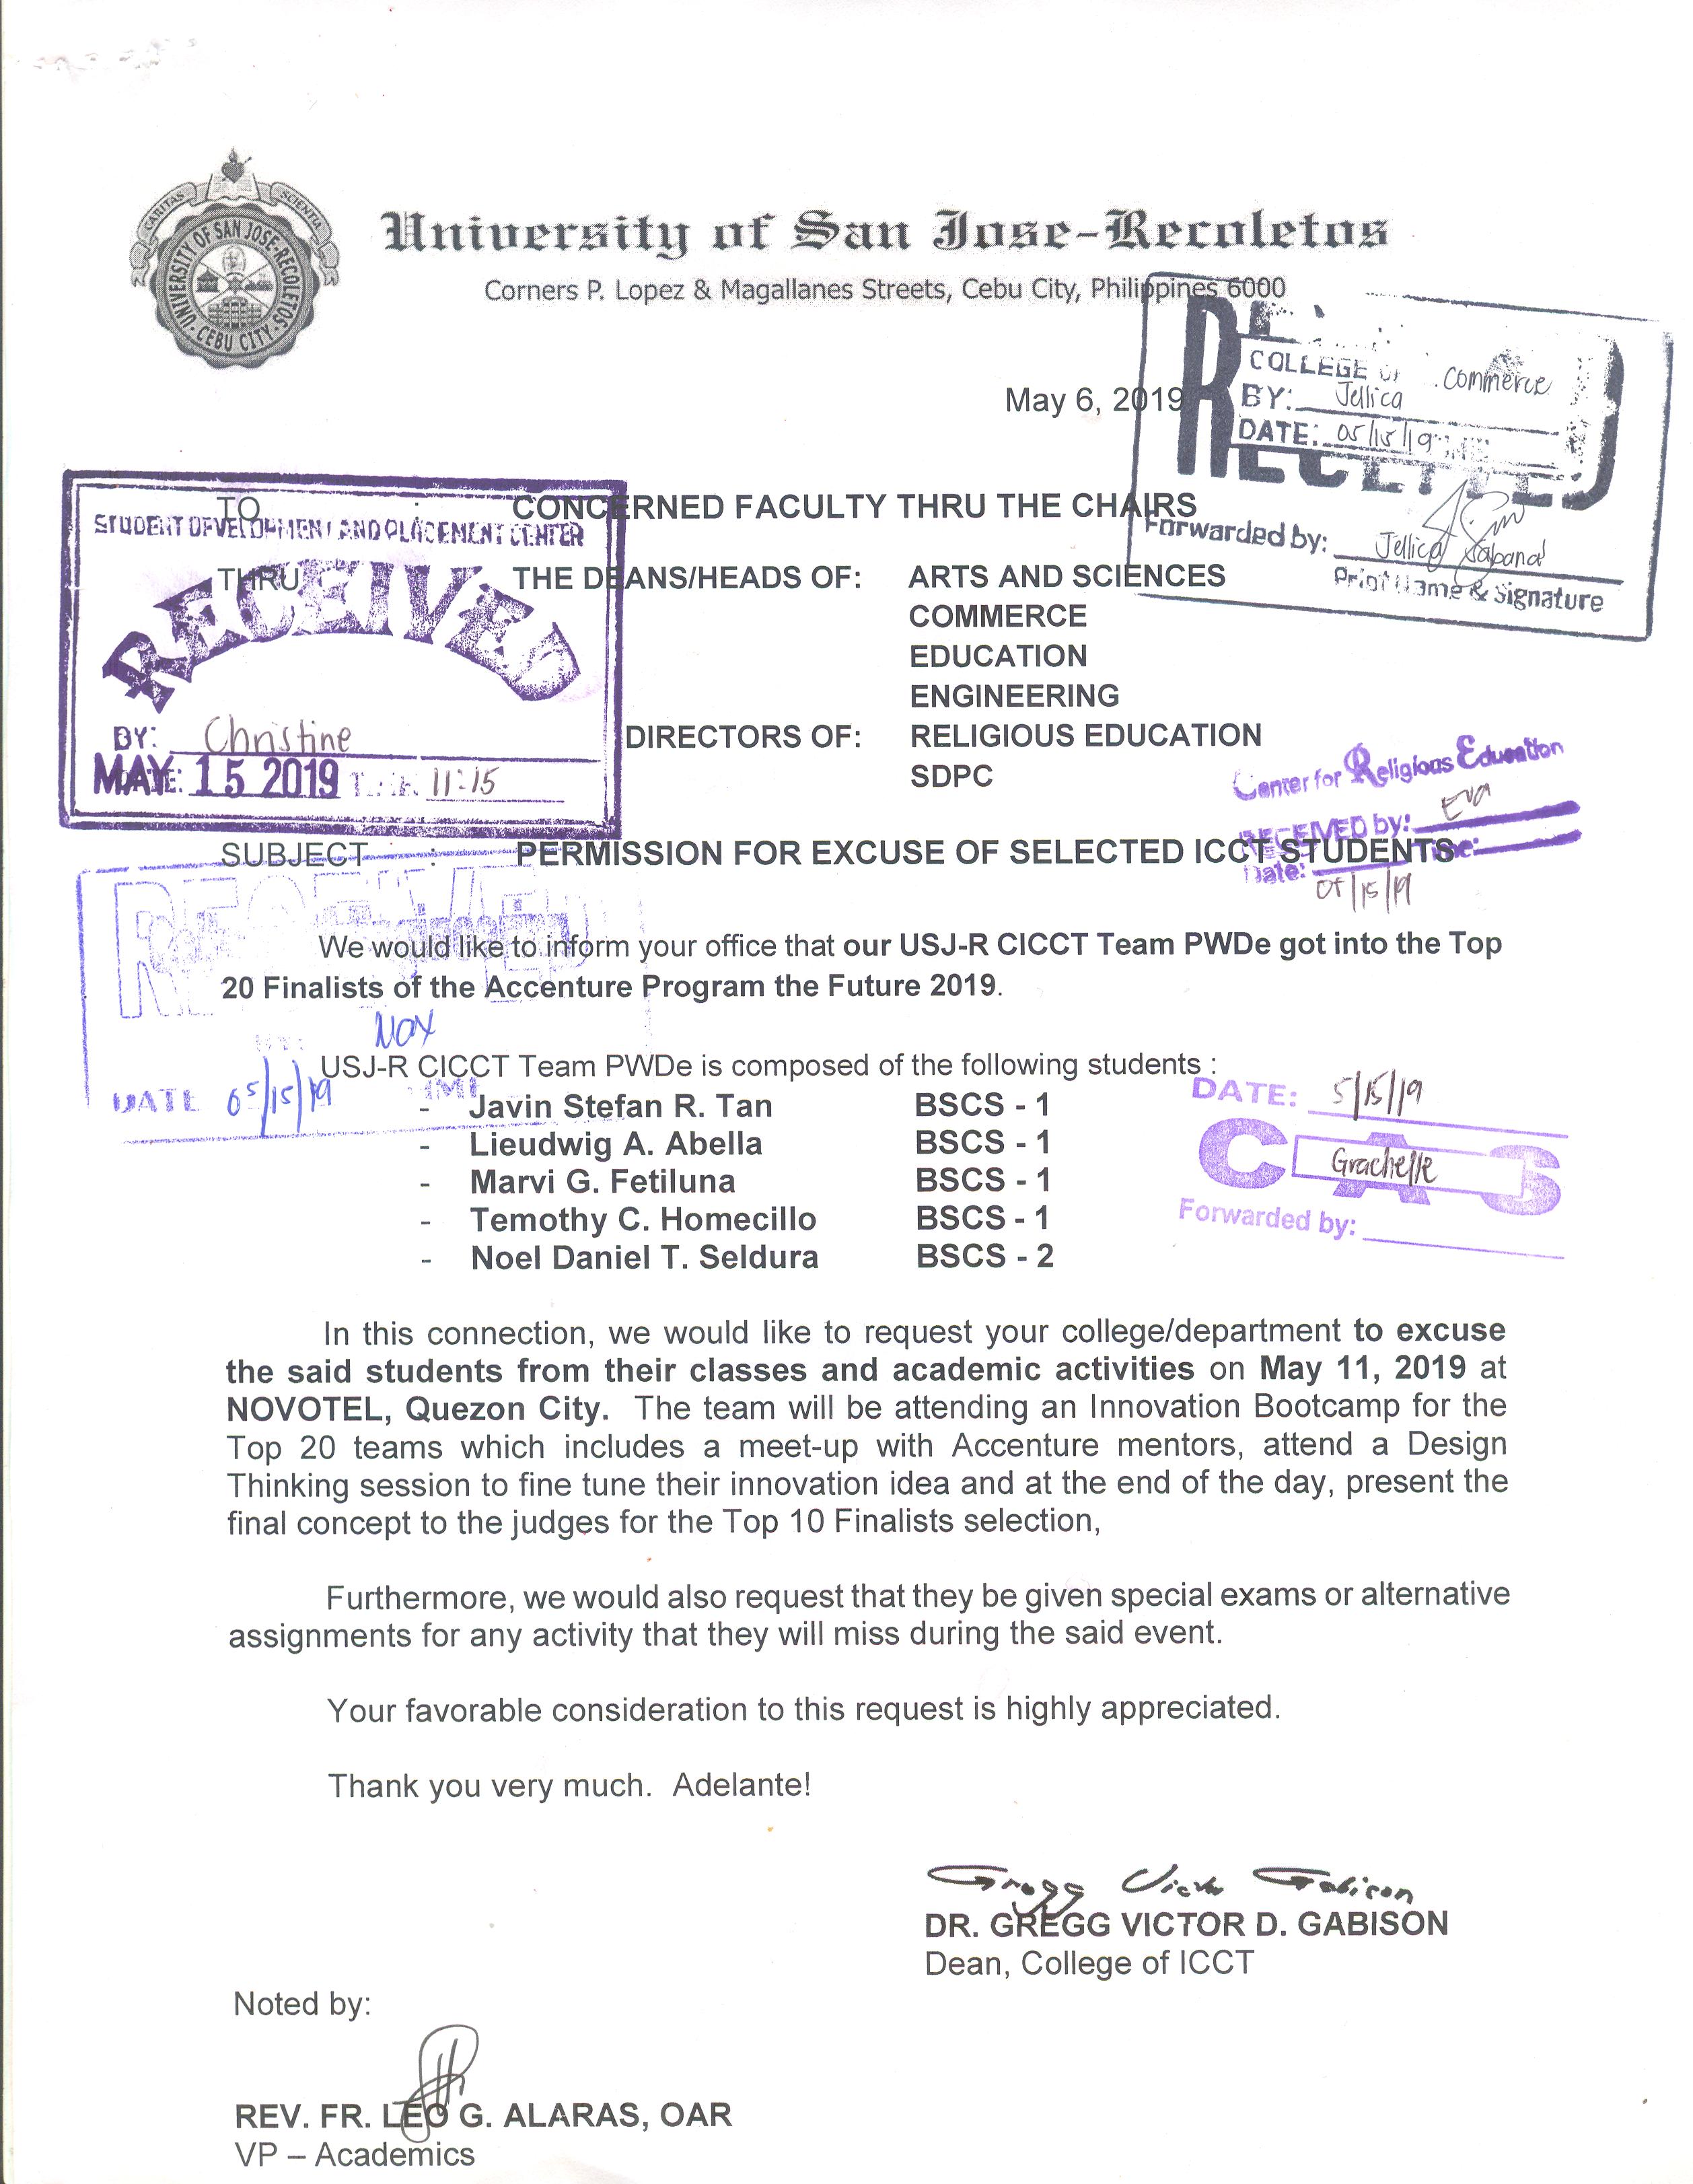 CARITAS
SCIENTIA
UNIVERSITY OF SAN JOSE-RECOLETOS
CEBU CITY
University of San Jose-Recoletos
Corners P. Lopez & Magallanes Streets, Cebu City, Philippines 6000
May 6, 2019
RECEIVED
COLLEGE OF Commerce
BY: Jellica
DATE: 05/15/19
Forwarded by: Jellica Sabanal
Print Name & Signature
TO : CONCERNED FACULTY THRU THE CHAIRS
THRU THE DEANS/HEADS OF: ARTS AND SCIENCES
COMMERCE
EDUCATION
ENGINEERING
DIRECTORS OF: RELIGIOUS EDUCATION
SDPC
STUDENT DEVELOPMENT AND PLACEMENT CENTER
RECEIVED
BY: Christine
DATE: MAY 15 2019 TIME: 11:15
Center for Religious Education
RECEIVED by: Eva
Date: 05/15/19
SUBJECT : PERMISSION FOR EXCUSE OF SELECTED ICCT STUDENTS
RECEIVED
We would like to inform your office that our USJ-R CICCT Team PWDe got into the Top
20 Finalists of the Accenture Program the Future 2019.
BY: NOX
DATE 05/15/19 TIME
USJ-R CICCT Team PWDe is composed of the following students :
- Javin Stefan R. Tan BSCS - 1
- Lieudwig A. Abella BSCS - 1
- Marvi G. Fetiluna BSCS - 1
- Temothy C. Homecillo BSCS - 1
- Noel Daniel T. Seldura BSCS - 2
DATE: 5/15/19
CAS
Grachelle
Forwarded by:
In this connection, we would like to request your college/department to excuse
the said students from their classes and academic activities on May 11, 2019 at
NOVOTEL, Quezon City. The team will be attending an Innovation Bootcamp for the
Top 20 teams which includes a meet-up with Accenture mentors, attend a Design
Thinking session to fine tune their innovation idea and at the end of the day, present the
final concept to the judges for the Top 10 Finalists selection,
Furthermore, we would also request that they be given special exams or alternative
assignments for any activity that they will miss during the said event.
Your favorable consideration to this request is highly appreciated.
Thank you very much. Adelante!
Gregg Victor Gabison
DR. GREGG VICTOR D. GABISON
Dean, College of ICCT
Noted by:
REV. FR. LEO G. ALARAS, OAR
VP – Academics